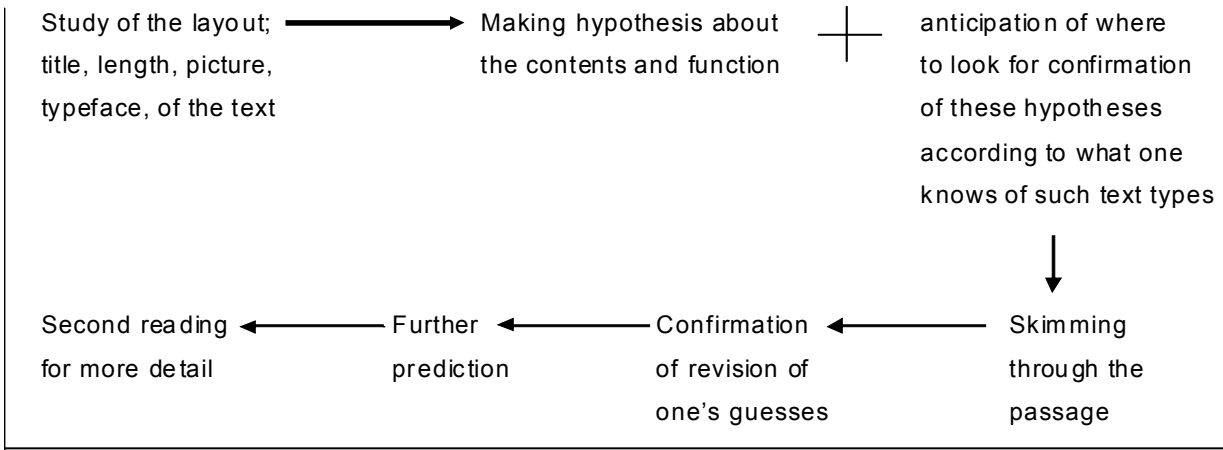 Study of the layout;
title, length, picture,
typeface, of the text
Making hypothesis about
the contents and function
anticipation of where
to look for confirmation
of these hypotheses
according to what one
knows of such text types
Skimming
through the
passage
Confirmation
of revision of
one's guesses
Further
prediction
Second reading
for more detail